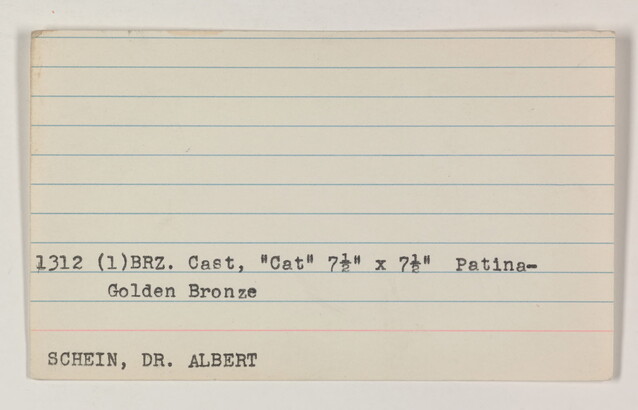 1312 (1)BRZ. Cast, "Cat" 7½" x 7½" Patina-
Golden Bronze
SCHEIN, DR. ALBERT